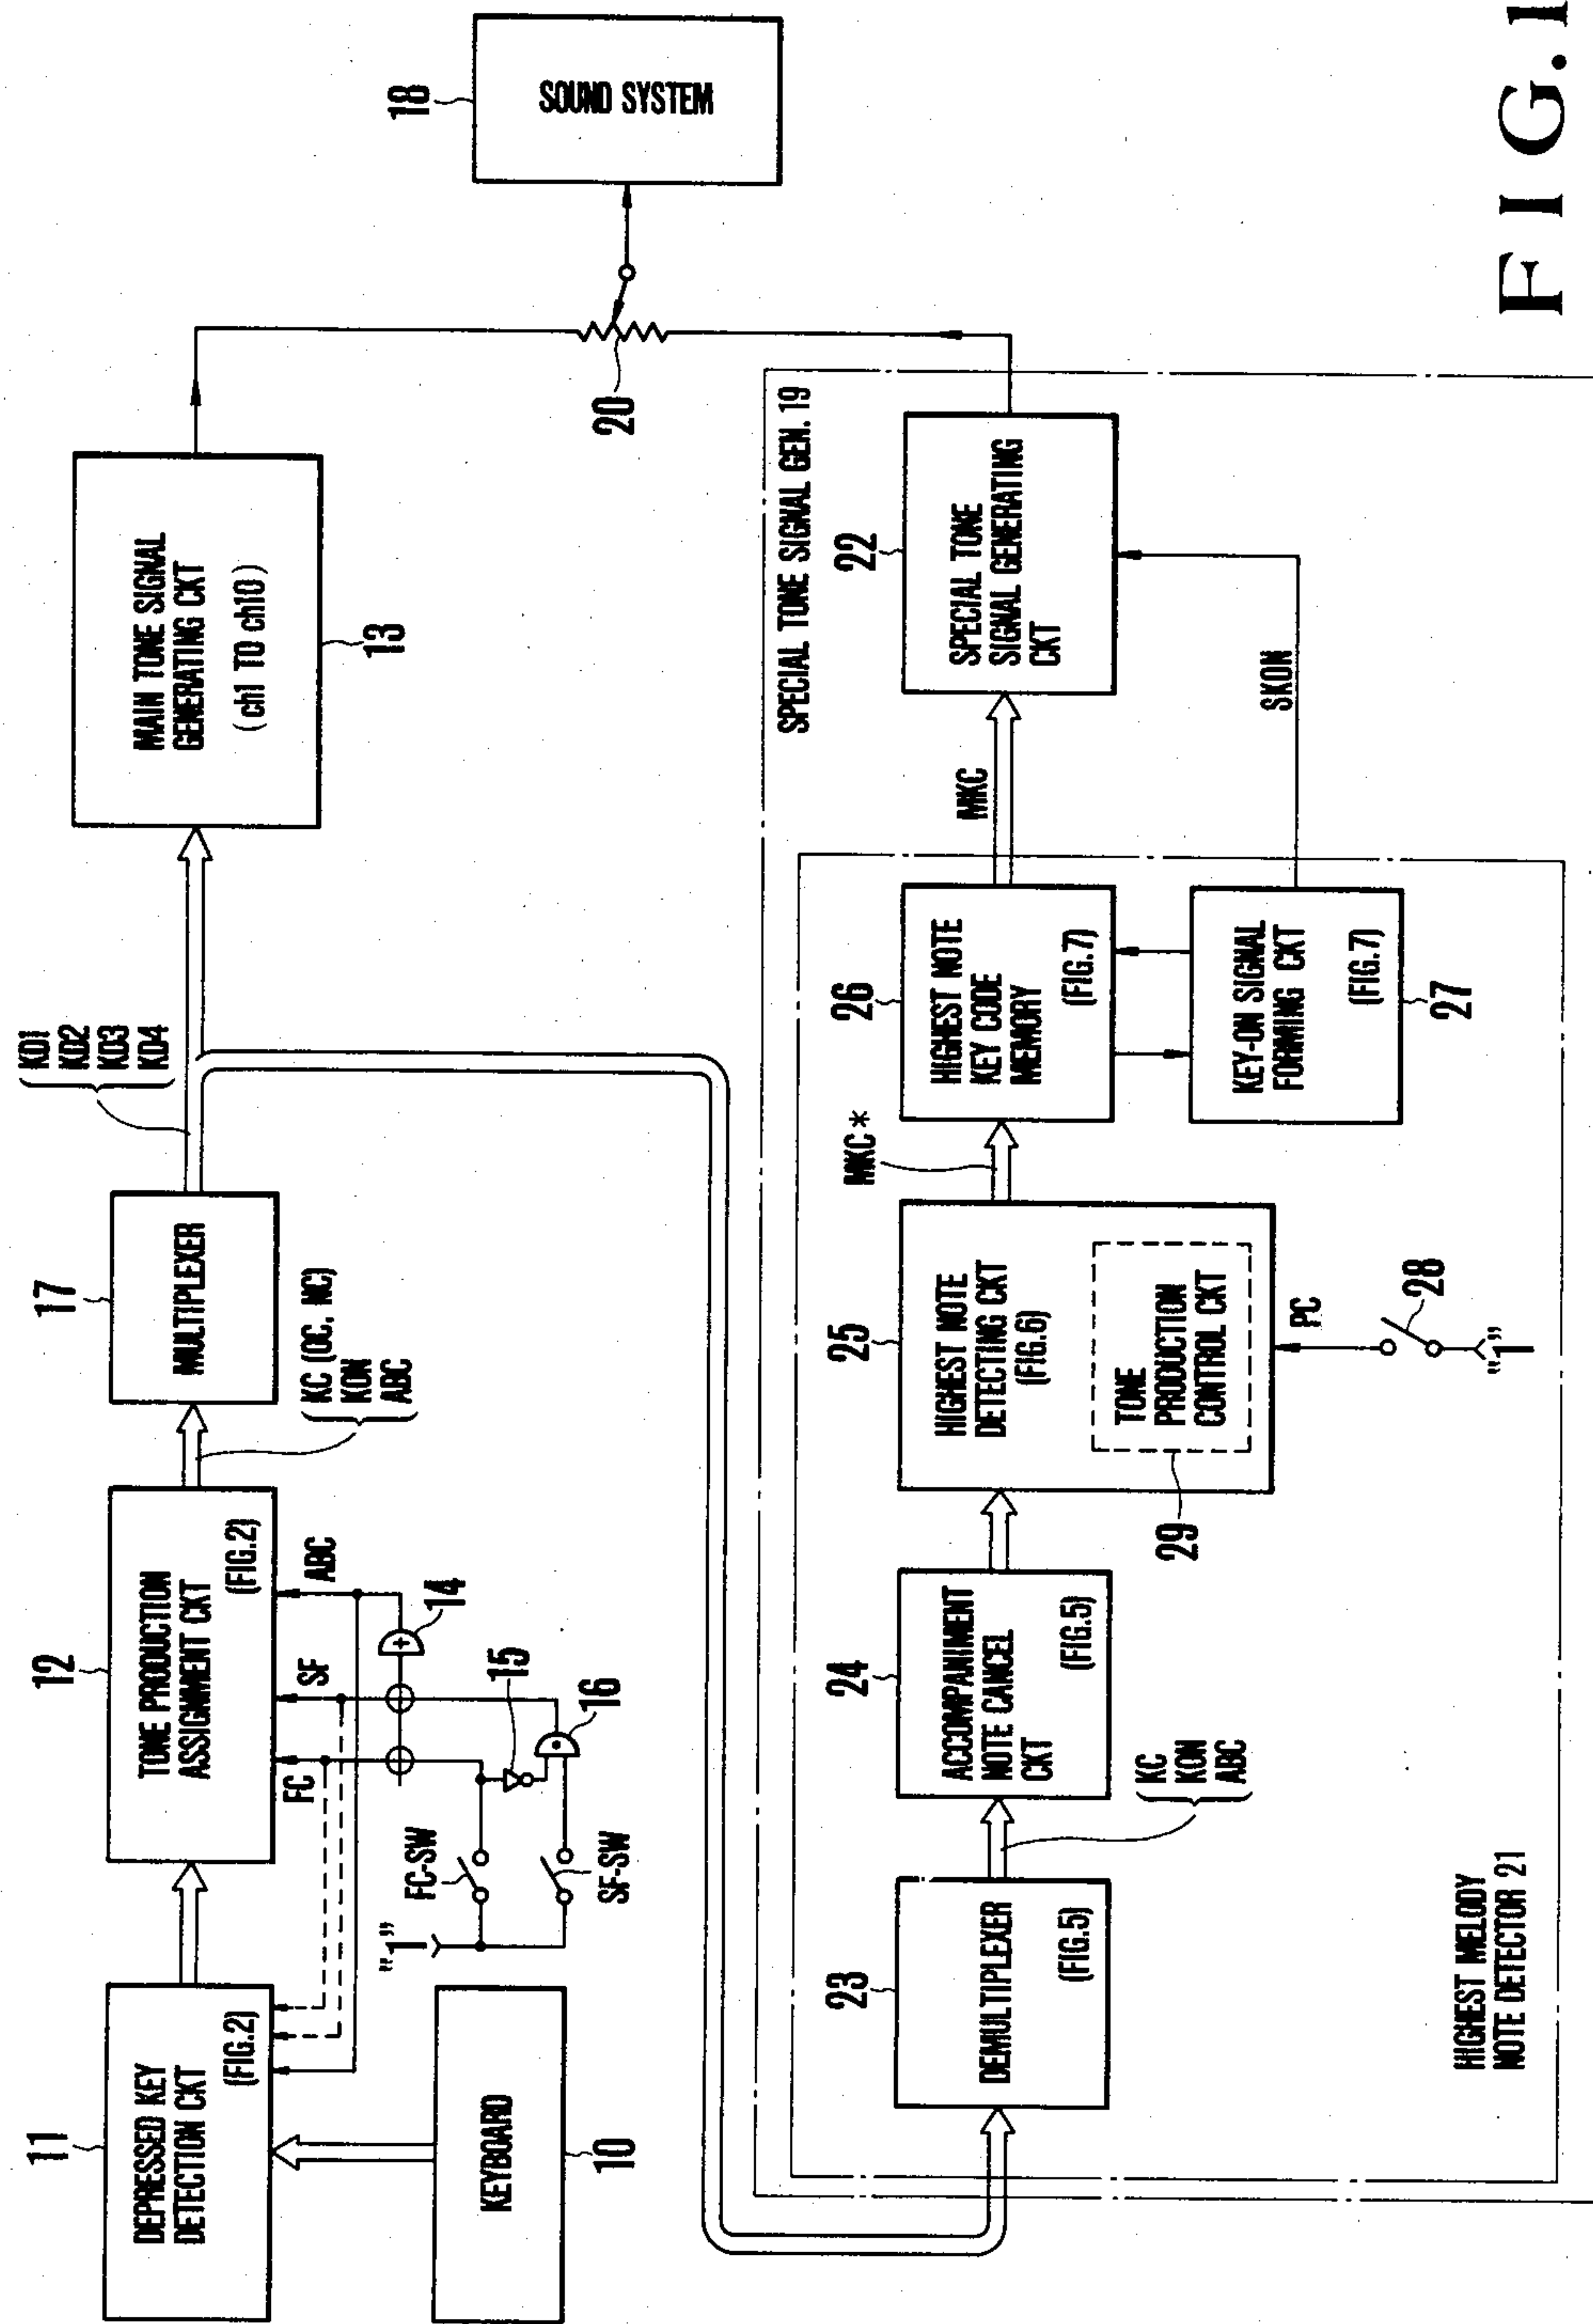 11
DEPRESSED KEY
DETECTION CKT
(FIG.2)
KEYBOARD
10
"1"
FC-SW
SF-SW
15
16
14
FC
SF
ABC
12
TONE PRODUCTION
ASSIGNMENT CKT
(FIG.2)
KC (OC, NC)
KON
ABC
17
MULTIPLEXER
KD1
KD2
KD3
KD4
MAIN TONE SIGNAL
GENERATING CKT
(ch1 TO ch10)
13
20
18
SOUND SYSTEM
SPECIAL TONE SIGNAL GEN. 19
23
DEMULTIPLEXER
(FIG.5)
KC
KON
ABC
24
ACCOMPANIMENT
NOTE CANCEL
CKT
(FIG.5)
25
HIGHEST NOTE
DETECTING CKT
(FIG.6)
TONE
PRODUCTION
CONTROL CKT
29
PC
28
"1"
MKC*
26
HIGHEST NOTE
KEY CODE
MEMORY
(FIG.7)
KEY-ON SIGNAL
FORMING CKT
(FIG.7)
27
MKC
SKON
22
SPECIAL TONE
SIGNAL GENERATING
CKT
HIGHEST MELODY
NOTE DETECTOR 21
FIG.1